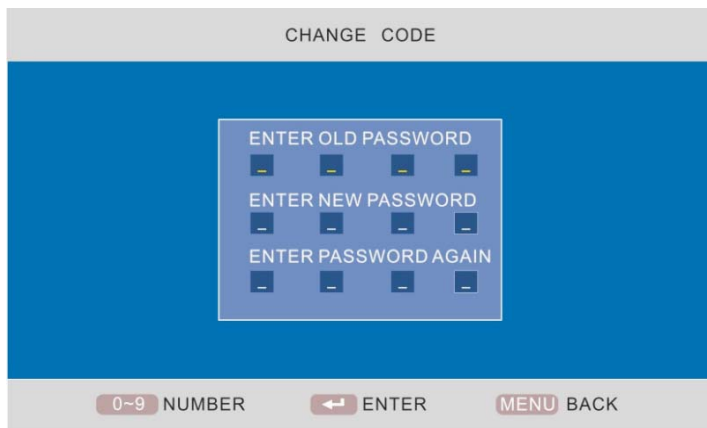 CHANGE CODE
ENTER OLD PASSWORD
_ _ _ _
ENTER NEW PASSWORD
_ _ _ _
ENTER PASSWORD AGAIN
_ _ _ _
0~9 NUMBER ENTER MENU BACK